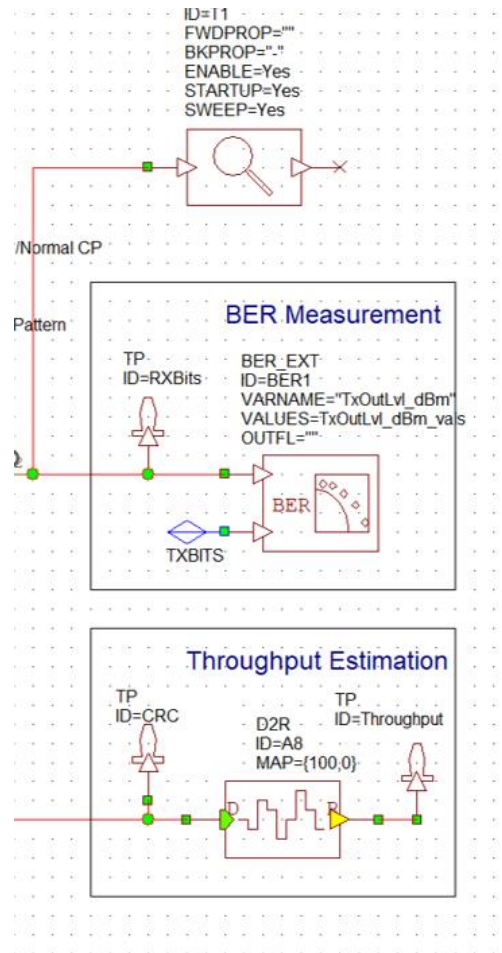 ID=T1
FWDPROP=""
BKPROP="-"
ENABLE=Yes
STARTUP=Yes
SWEEP=Yes
/Normal CP
Pattern
BER Measurement
TP
ID=RXBits
BER_EXT
ID=BER1
VARNAME="TxOutLvl_dBm"
VALUES=TxOutLvl_dBm_vals
OUTFL=""
BER
TXBITS
Throughput Estimation
TP
ID=CRC
D2R
ID=A8
MAP={100,0}
TP
ID=Throughput
D
R